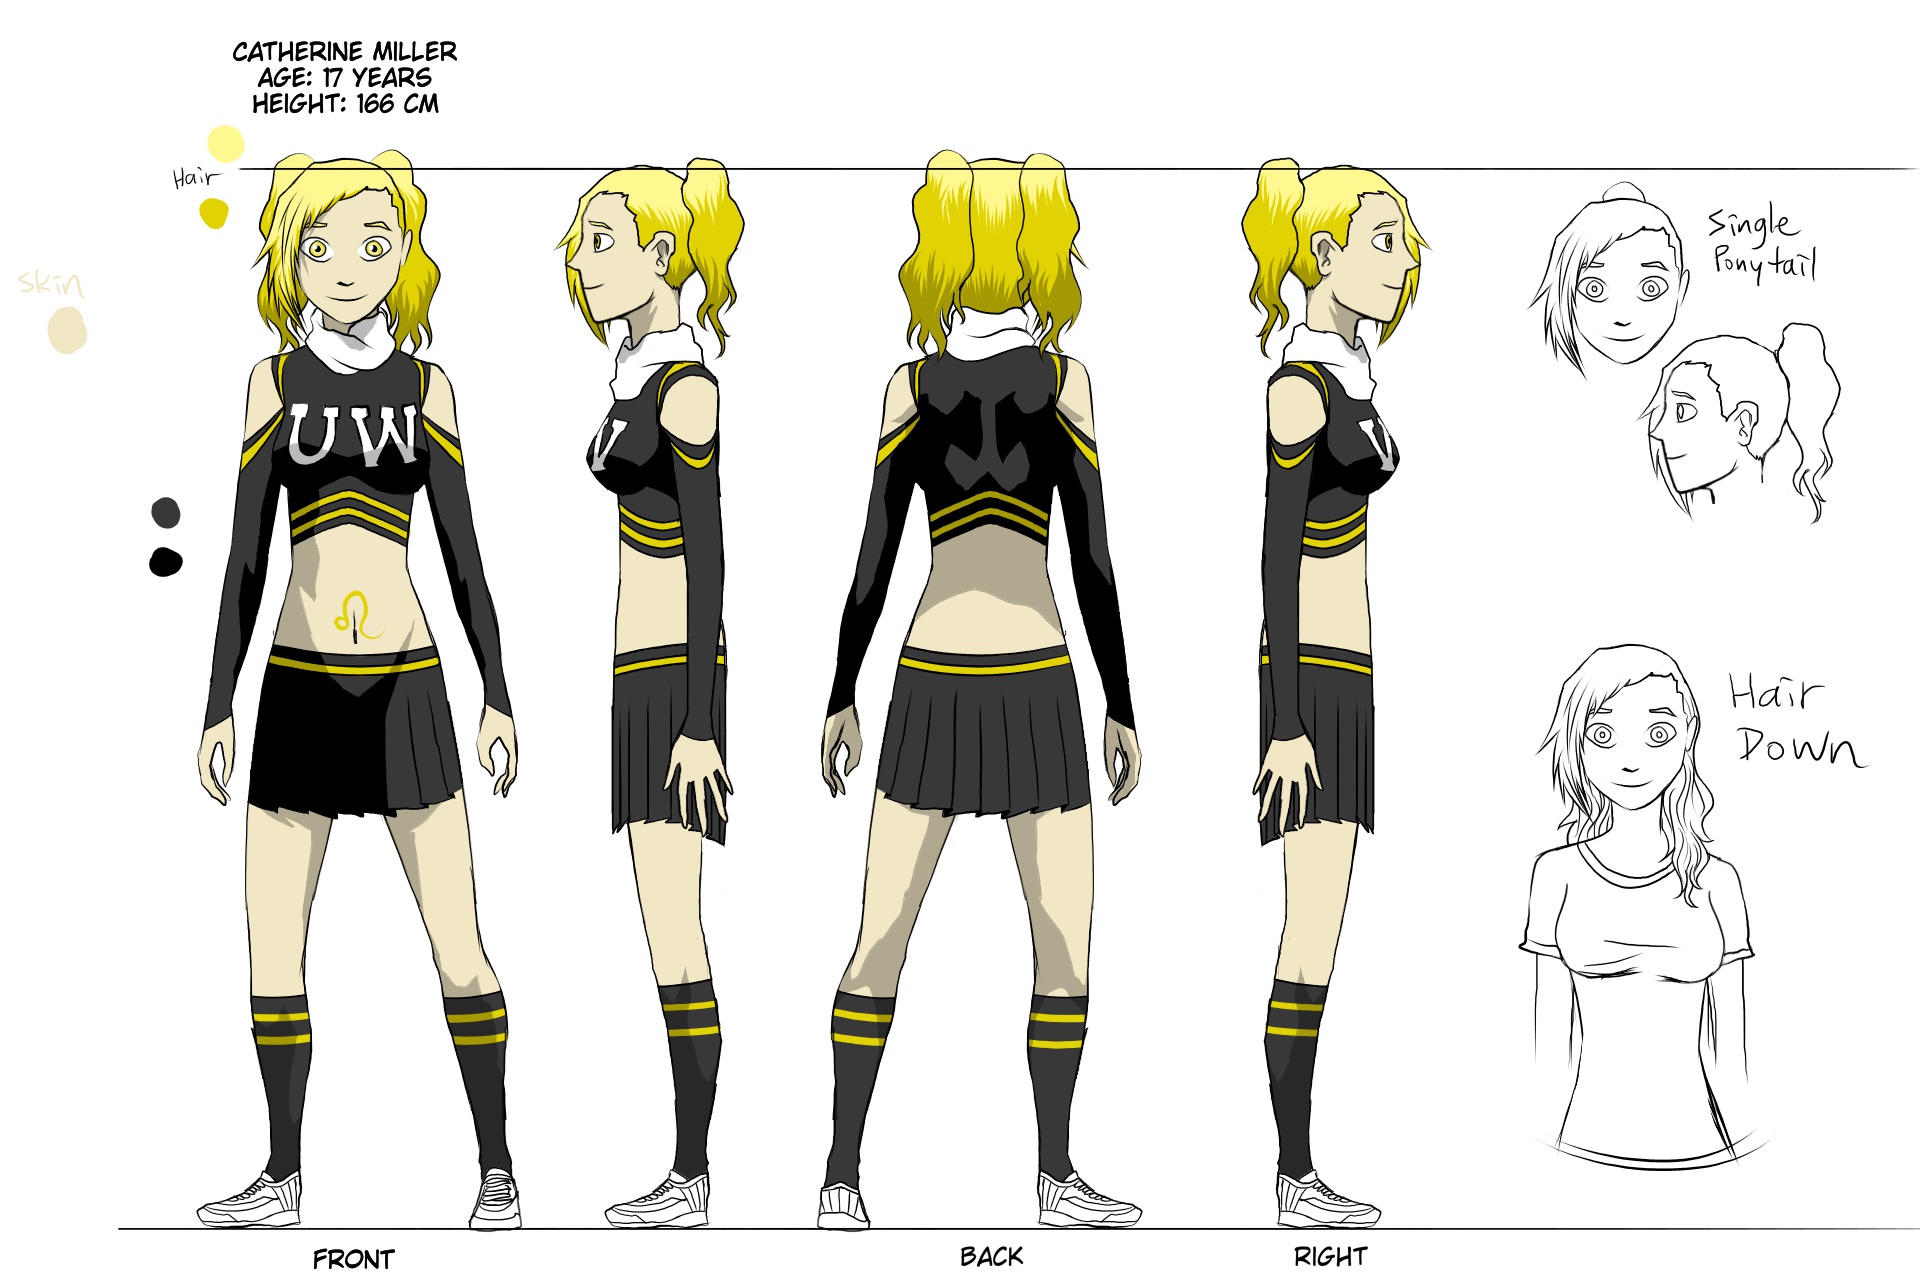 CATHERINE MILLER
AGE: 17 YEARS
HEIGHT: 166 CM
Hair
Skin
UW
Single
Ponytail
Hair
Down
FRONT
BACK
RIGHT